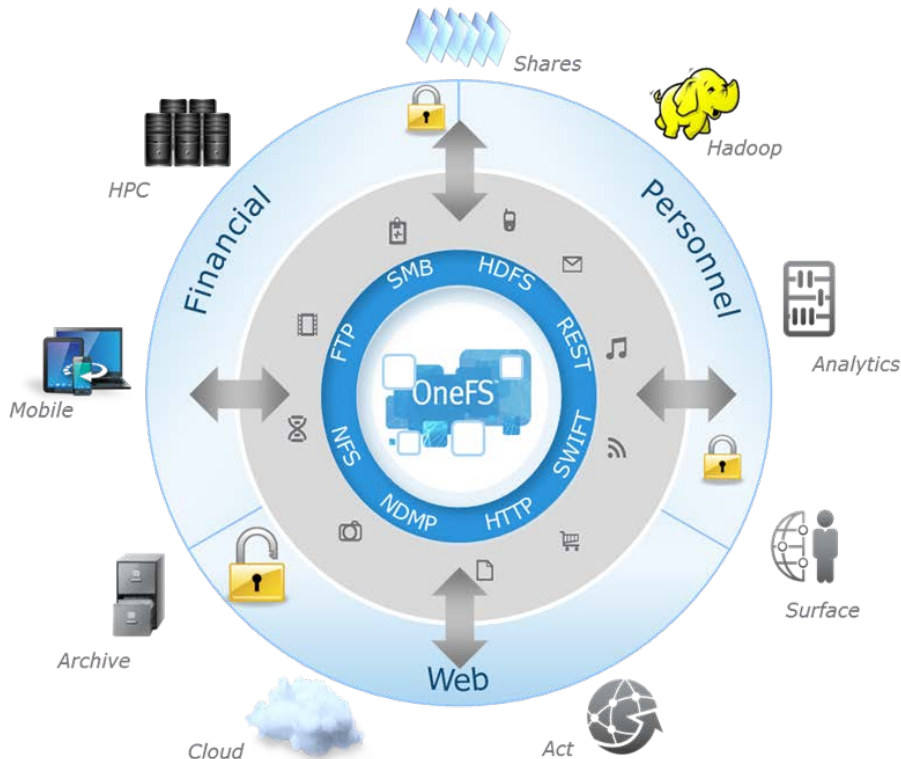 Shares
Hadoop
HPC
Financial
Personnel
SMB
HDFS
FTP
REST
OneFS™
Analytics
Mobile
NFS
SWIFT
NDMP
HTTP
Surface
Archive
Web
Cloud
Act